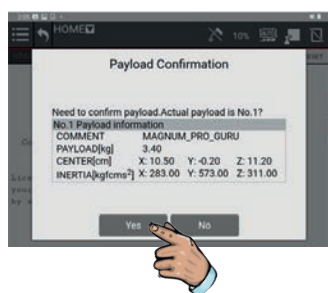 HOME
10%
Payload Confirmation
Need to confirm payload.Actual payload is No.1?
No.1 Payload information
COMMENT MAGNUM_PRO_GURU
PAYLOAD[kg] 3.40
CENTER[cm] X: 10.50 Y: -0.20 Z: 11.20
INERTIA[kgfcms²] X: 283.00 Y: 573.00 Z: 311.00
Yes No